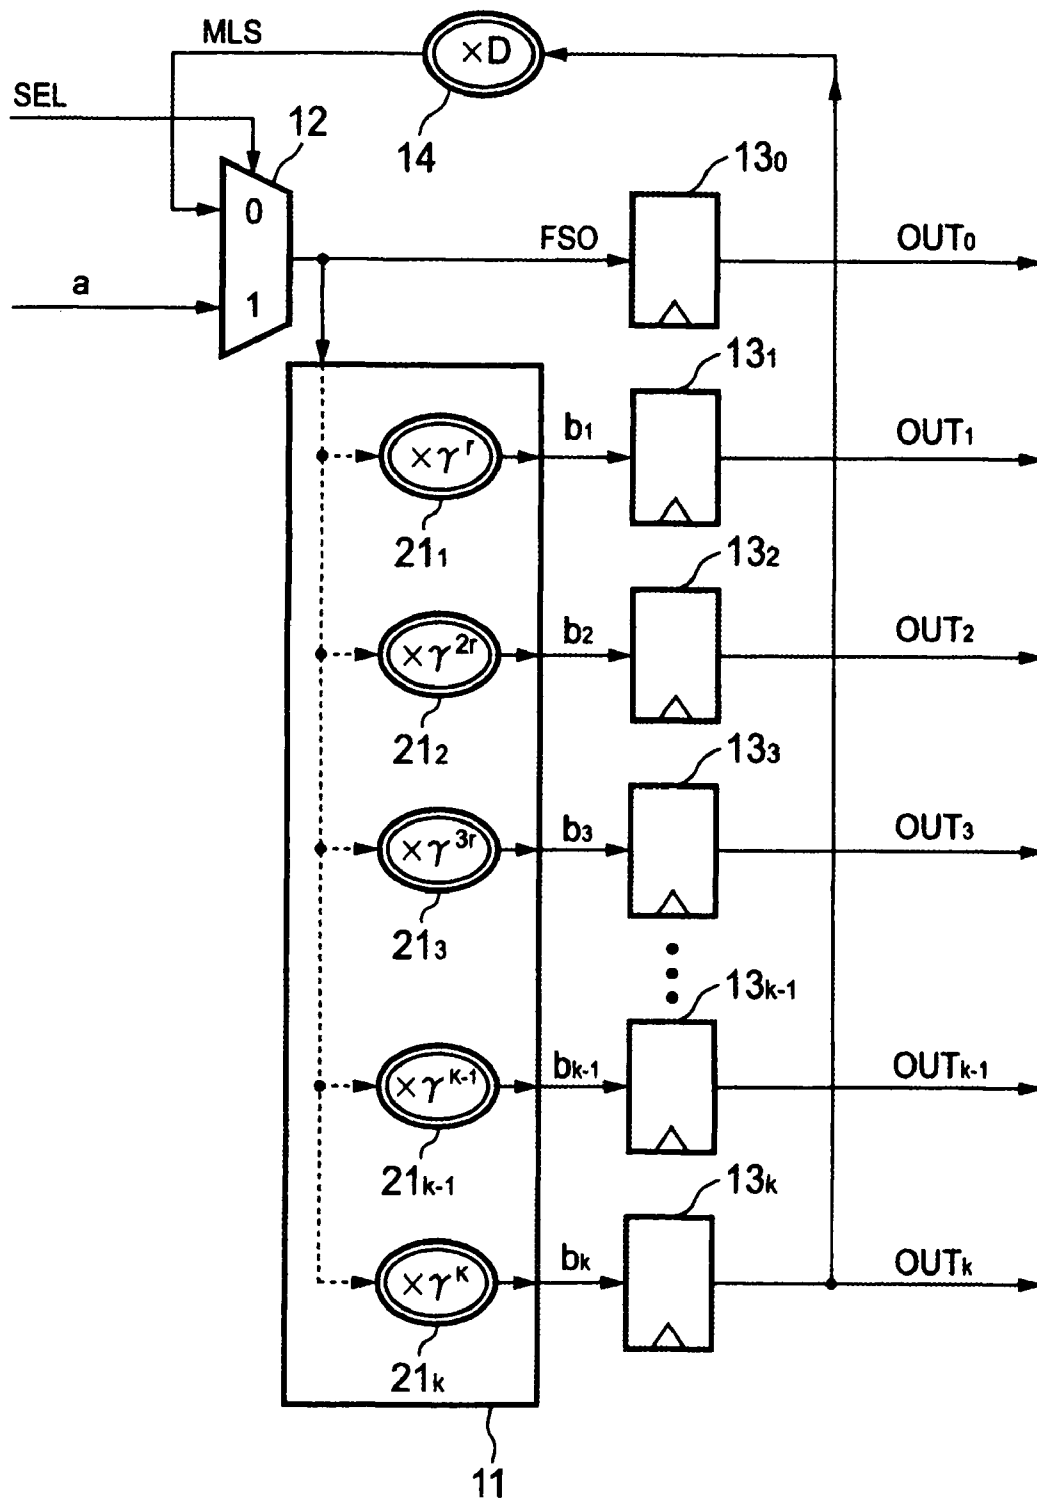 MLS
×D
SEL
12
14
13₀
0
FSO
OUT₀
a
1
13₁
×γʳ
b₁
OUT₁
21₁
13₂
×γ²ʳ
b₂
OUT₂
21₂
13₃
×γ³ʳ
b₃
OUT₃
21₃
13ₖ₋₁
×γᴷ⁻¹
bₖ₋₁
OUTₖ₋₁
21ₖ₋₁
13ₖ
×γᴷ
bₖ
OUTₖ
21ₖ
11